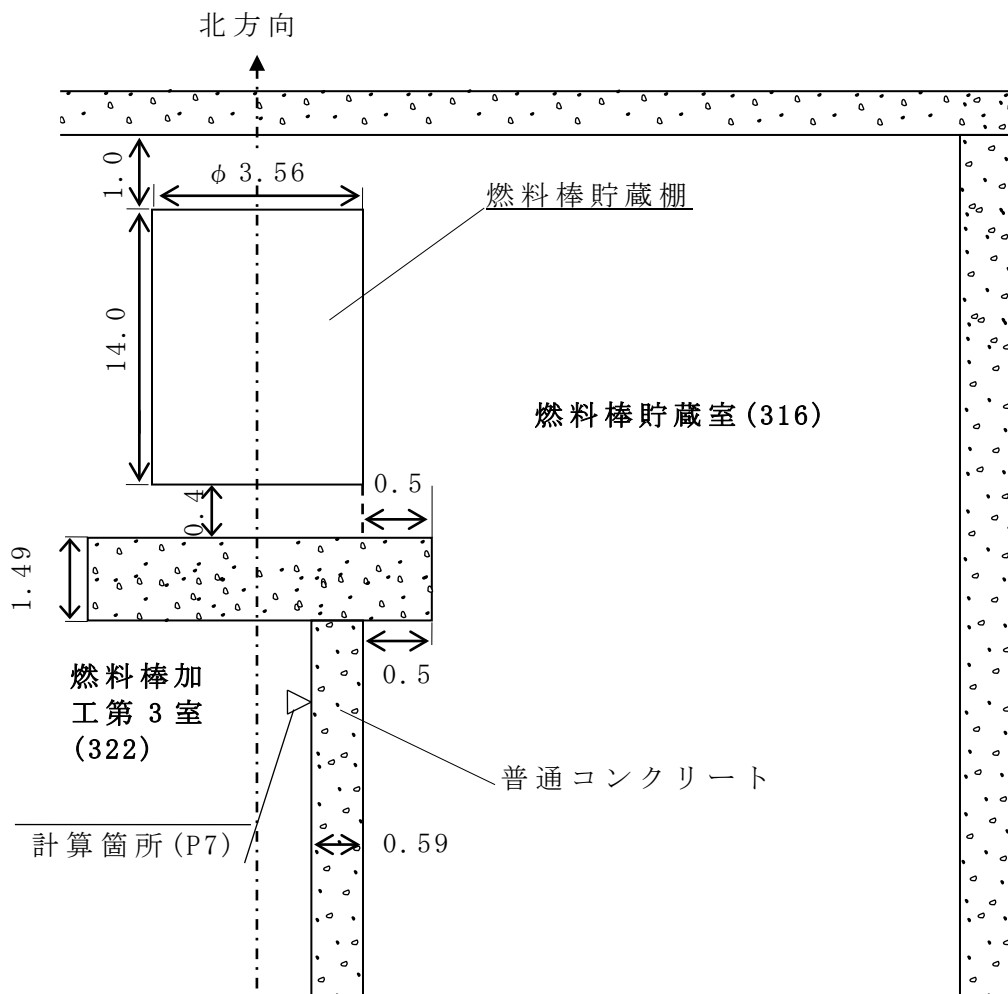 北方向
1.0
φ3.56
燃料棒貯蔵棚
14.0
燃料棒貯蔵室(316)
0.4
0.5
1.49
燃料棒加
工第3室
(322)
0.5
普通コンクリート
計算箇所(P7)
0.59